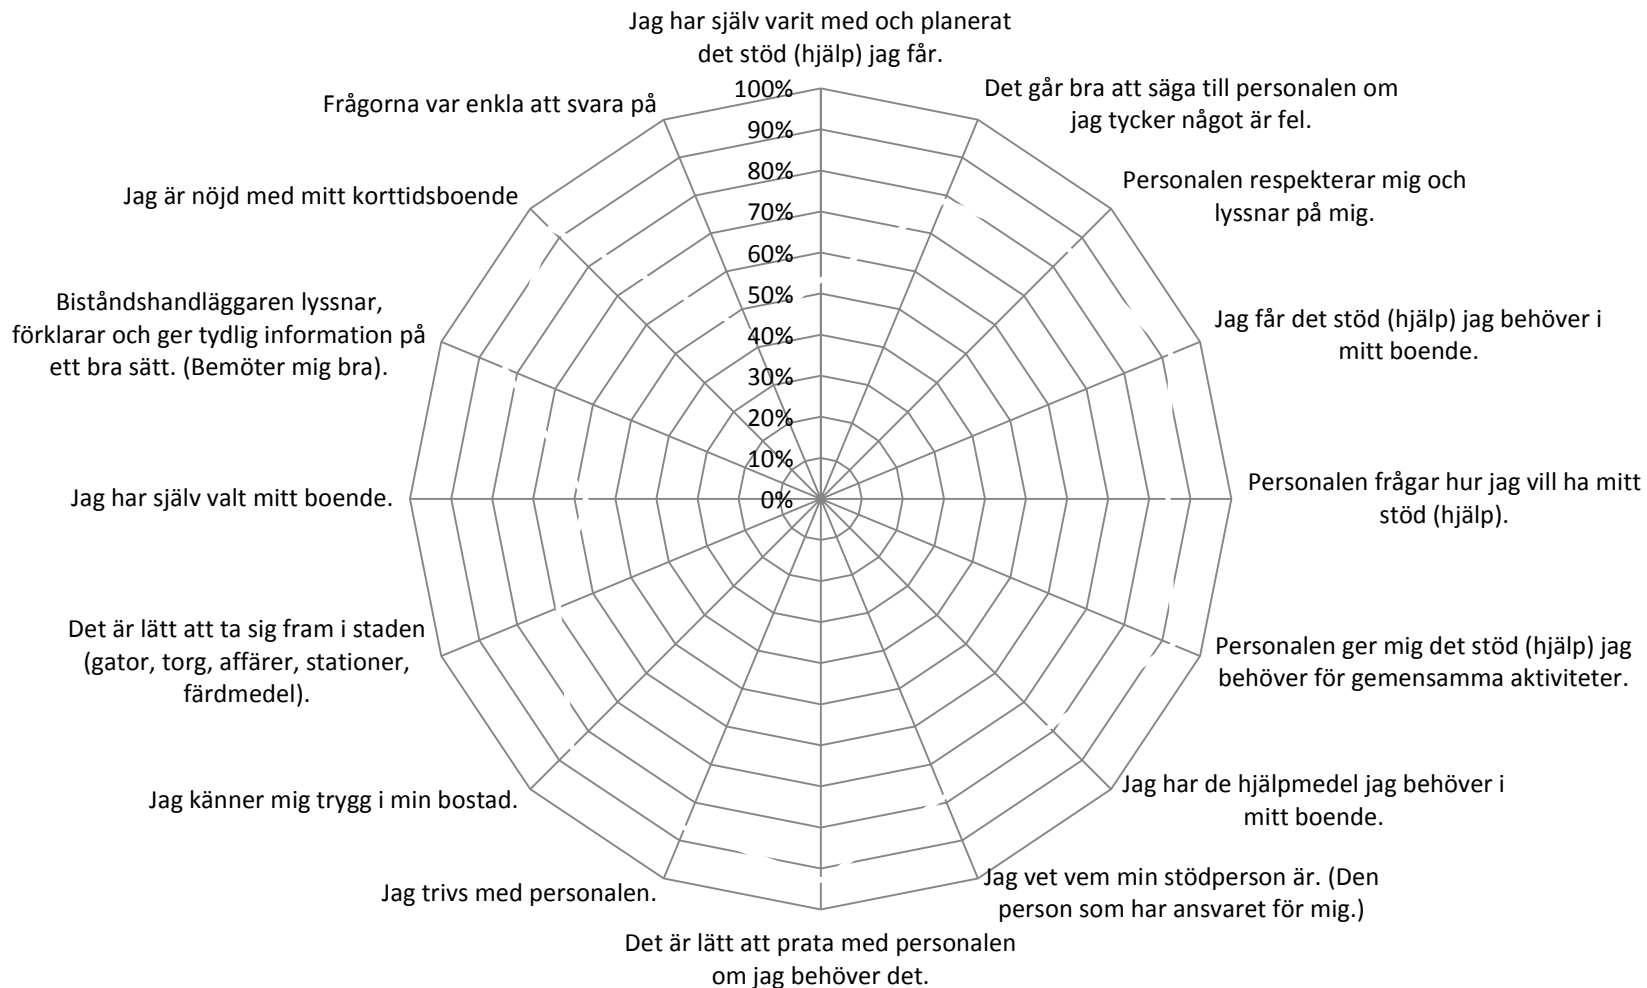 Jag har själv varit med och planerat
det stöd (hjälp) jag får.
Det går bra att säga till personalen om
jag tycker något är fel.
Personalen respekterar mig och
lyssnar på mig.
Jag får det stöd (hjälp) jag behöver i
mitt boende.
Personalen frågar hur jag vill ha mitt
stöd (hjälp).
Personalen ger mig det stöd (hjälp) jag
behöver för gemensamma aktiviteter.
Jag har de hjälpmedel jag behöver i
mitt boende.
Jag vet vem min stödperson är. (Den
person som har ansvaret för mig.)
Det är lätt att prata med personalen
om jag behöver det.
Jag trivs med personalen.
Jag känner mig trygg i min bostad.
Det är lätt att ta sig fram i staden
(gator, torg, affärer, stationer,
färdmedel).
Jag har själv valt mitt boende.
Biståndshandläggaren lyssnar,
förklarar och ger tydlig information på
ett bra sätt. (Bemöter mig bra).
Jag är nöjd med mitt korttidsboende
Frågorna var enkla att svara på
100%
90%
80%
70%
60%
50%
40%
30%
20%
10%
0%